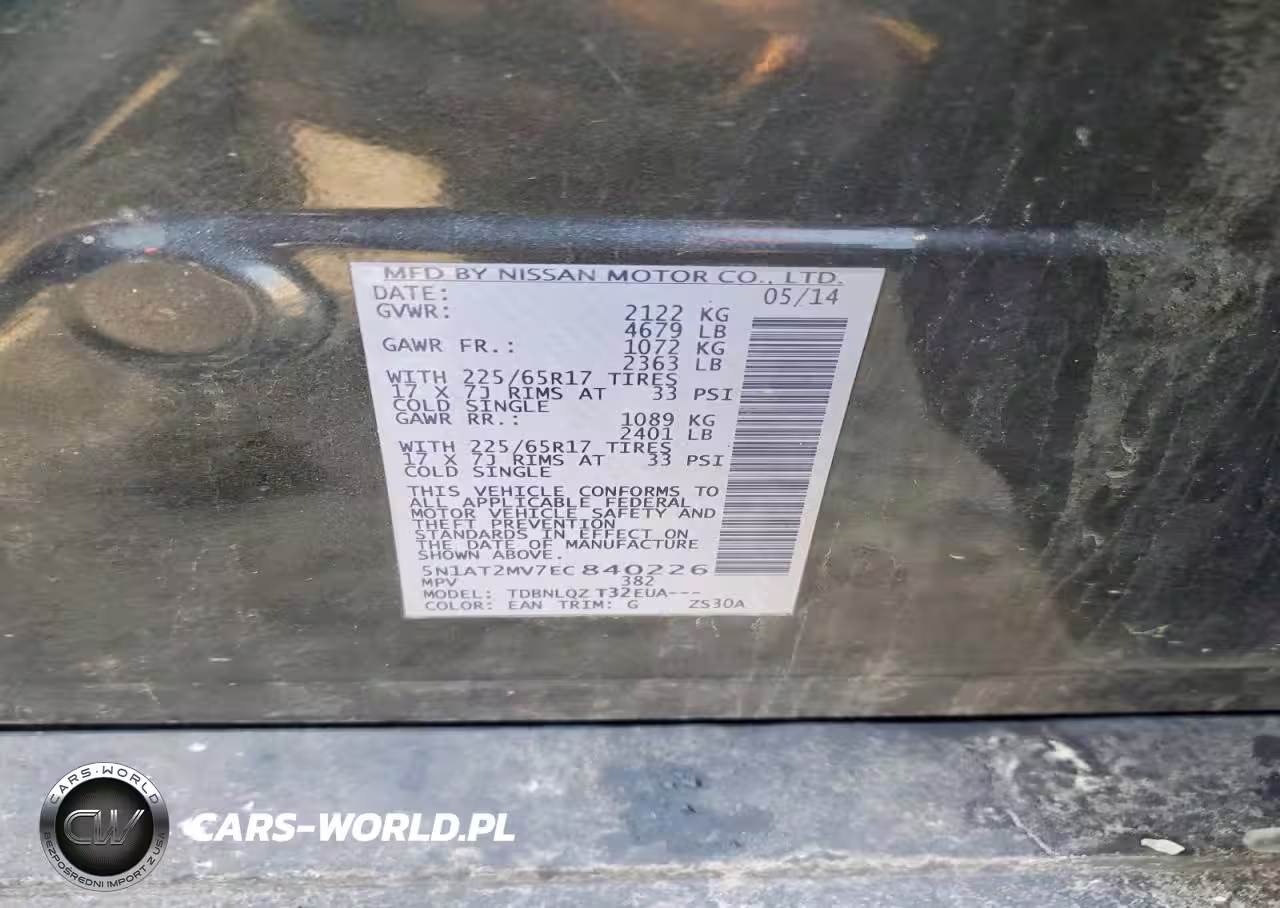 MFD BY NISSAN MOTOR CO., LTD.
DATE: 05/14
GVWR: 2122 KG
4679 LB
GAWR FR.: 1072 KG
2363 LB
WITH 225/65R17 TIRES
17 X 7J RIMS AT 33 PSI
COLD SINGLE
GAWR RR.: 1089 KG
2401 LB
WITH 225/65R17 TIRES
17 X 7J RIMS AT 33 PSI
COLD SINGLE
THIS VEHICLE CONFORMS TO
ALL APPLICABLE FEDERAL
MOTOR VEHICLE SAFETY AND
THEFT PREVENTION
STANDARDS IN EFFECT ON
THE DATE OF MANUFACTURE
SHOWN ABOVE.
5N1AT2MV7EC840226
MPV 382
MODEL: TDBNLQZ T32EUA---
COLOR: EAN TRIM: G ZS30A
CARS-WORLD
CW
BEZPOŚREDNI IMPORT Z USA
CARS-WORLD.PL